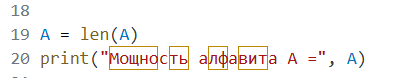 18
19 A = len(A)
20 print("Мощность алфавита А =", A)